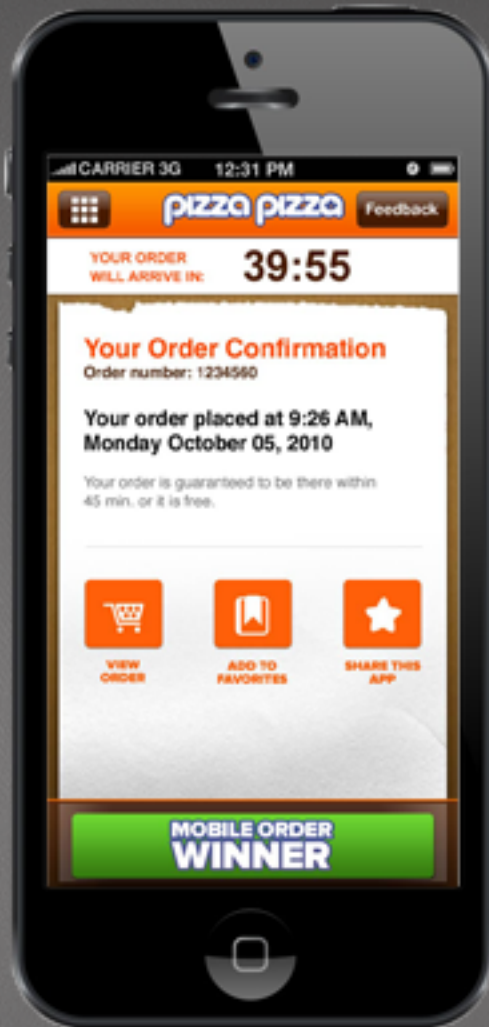 CARRIER 3G 12:31 PM
pizza pizza Feedback
YOUR ORDER
WILL ARRIVE IN: 39:55
Your Order Confirmation
Order number: 1234560
Your order placed at 9:26 AM,
Monday October 05, 2010
Your order is guaranteed to be there within
45 min. or it is free.
VIEW
ORDER
ADD TO
FAVORITES
SHARE THIS
APP
MOBILE ORDER
WINNER